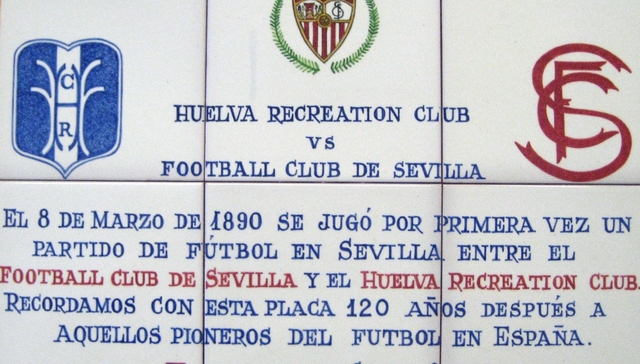 C
H
R
SFC
HUELVA RECREATION CLUB
VS
FOOTBALL CLUB DE SEVILLA
EL 8 DE MARZO DE 1890 SE JUGÓ POR PRIMERA VEZ UN
PARTIDO DE FÚTBOL EN SEVILLA ENTRE EL
FOOTBALL CLUB DE SEVILLA Y EL HUELVA RECREATION CLUB.
RECORDAMOS CON ESTA PLACA 120 AÑOS DESPUÉS A
AQUELLOS PIONEROS DEL FUTBOL EN ESPAÑA.